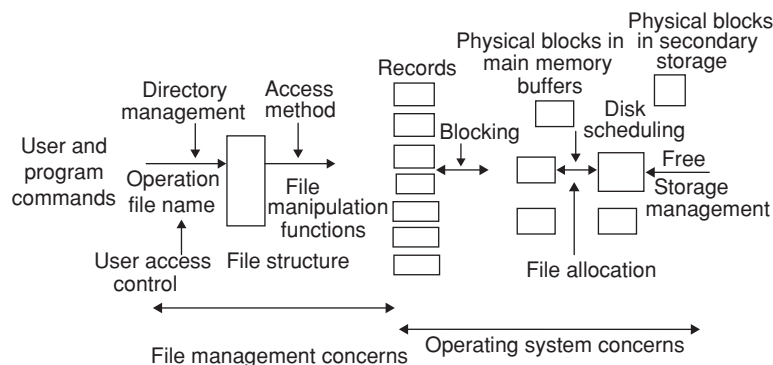 Physical blocks
in secondary
storage
Physical blocks in
main memory
buffers
Records
Directory
management
Access
method
Disk
scheduling
Blocking
User and
program
commands
Operation
file name
File
manipulation
functions
Free
Storage
management
User access
control
File structure
File allocation
File management concerns
Operating system concerns